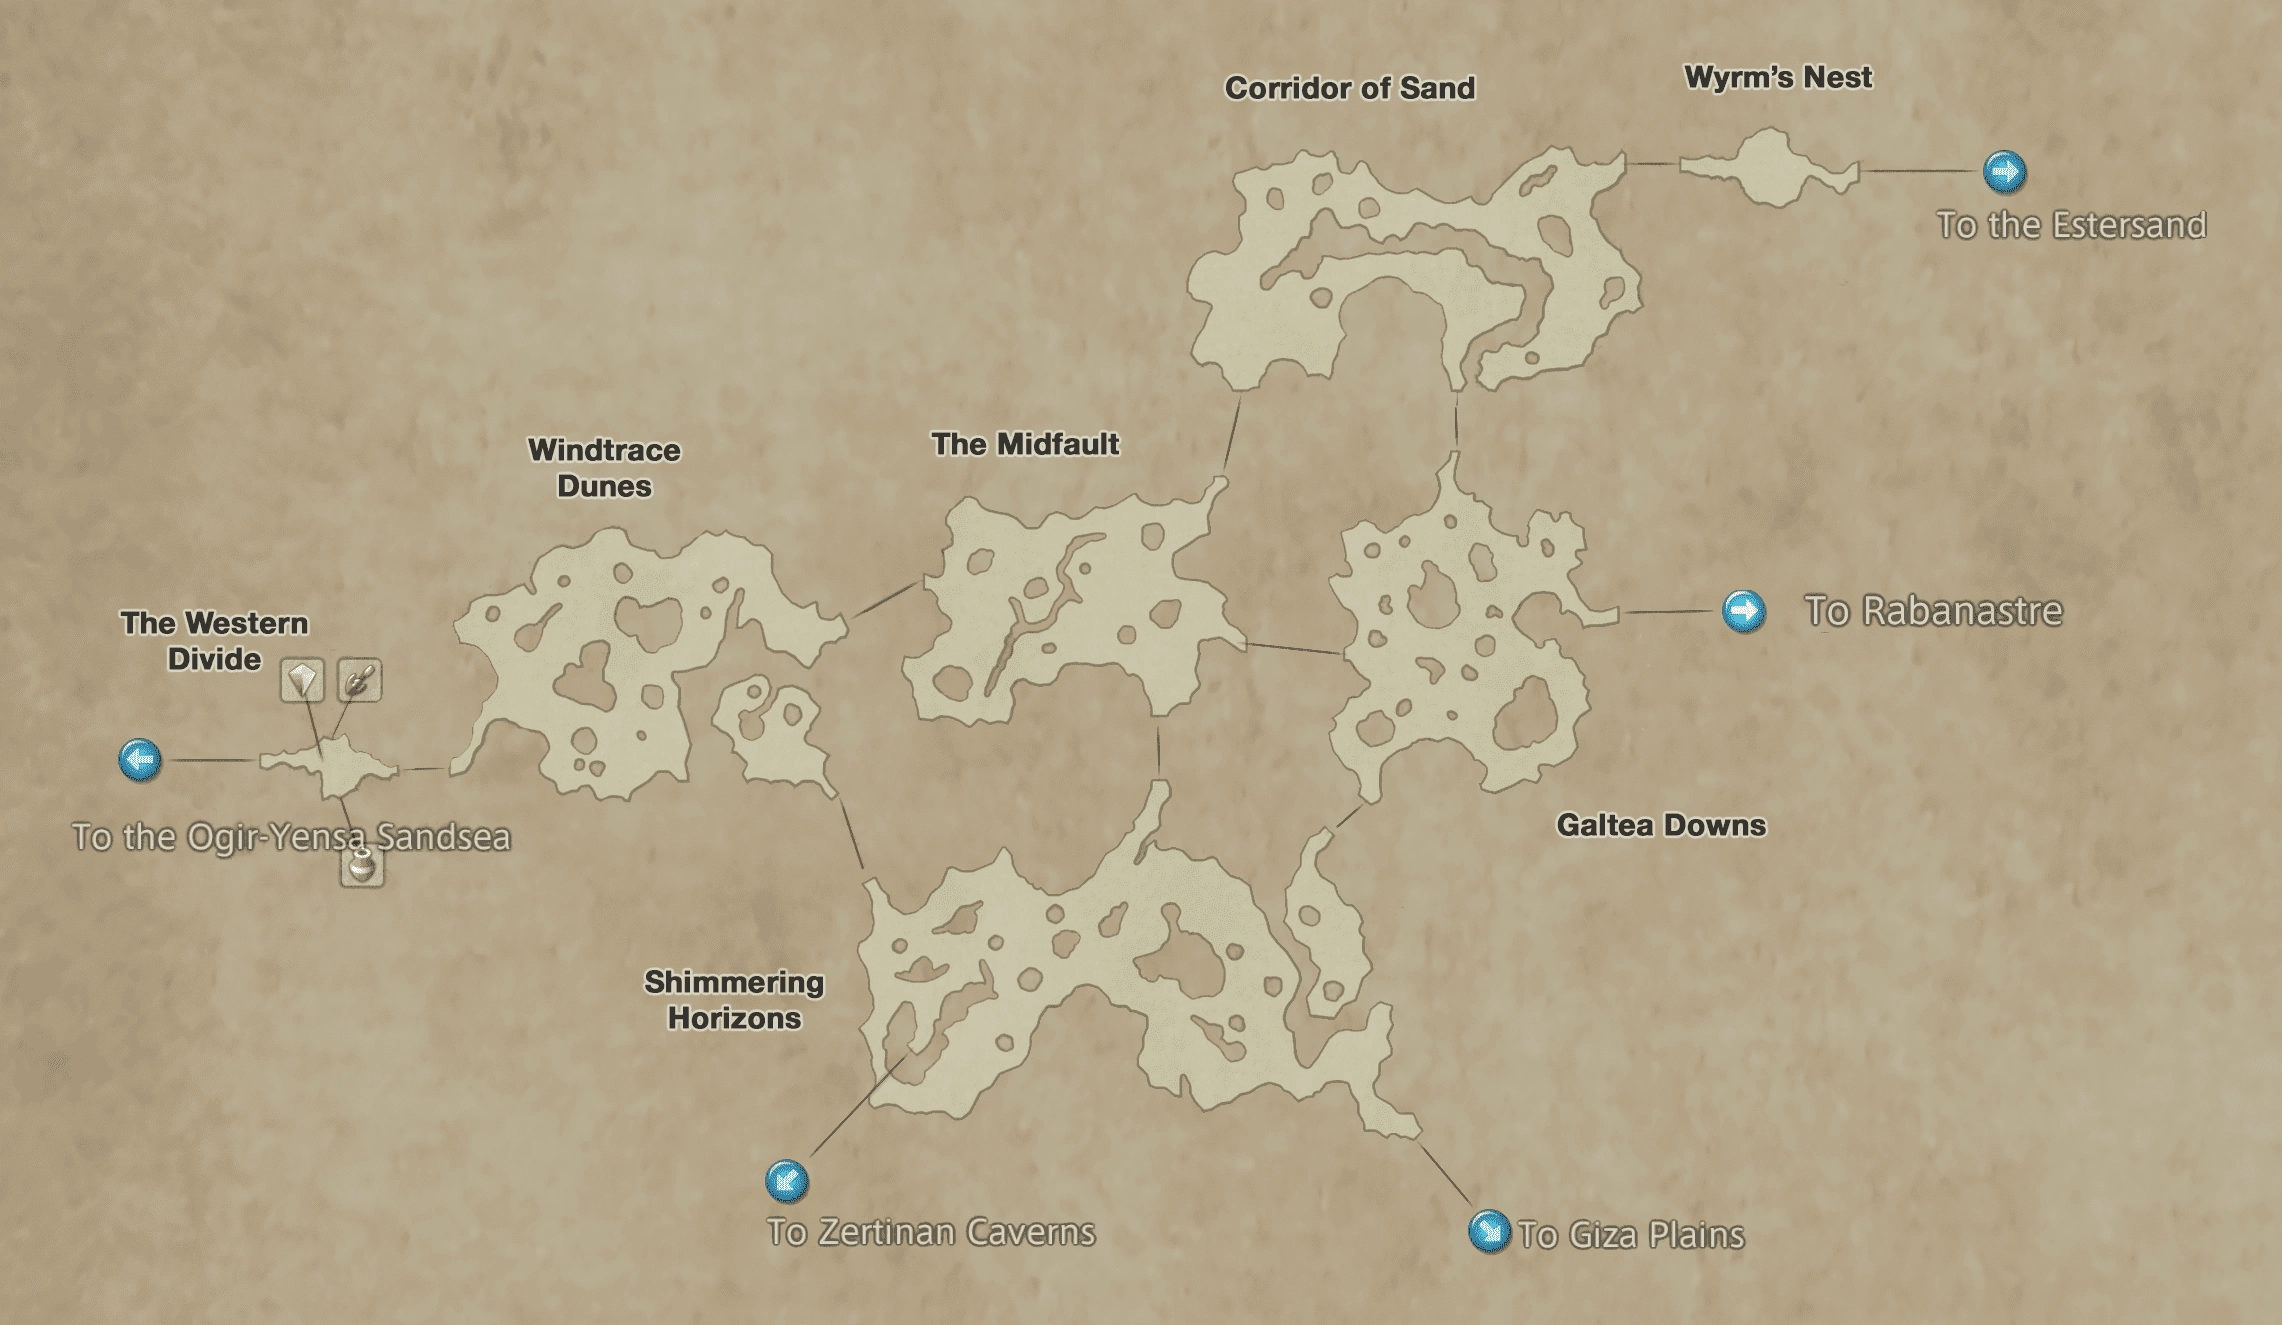 Wyrm's Nest
Corridor of Sand
To the Estersand
The Midfault
Windtrace
Dunes
To Rabanastre
The Western
Divide
Galtea Downs
To the Ogir-Yensa Sandsea
Shimmering
Horizons
To Zertinan Caverns
To Giza Plains